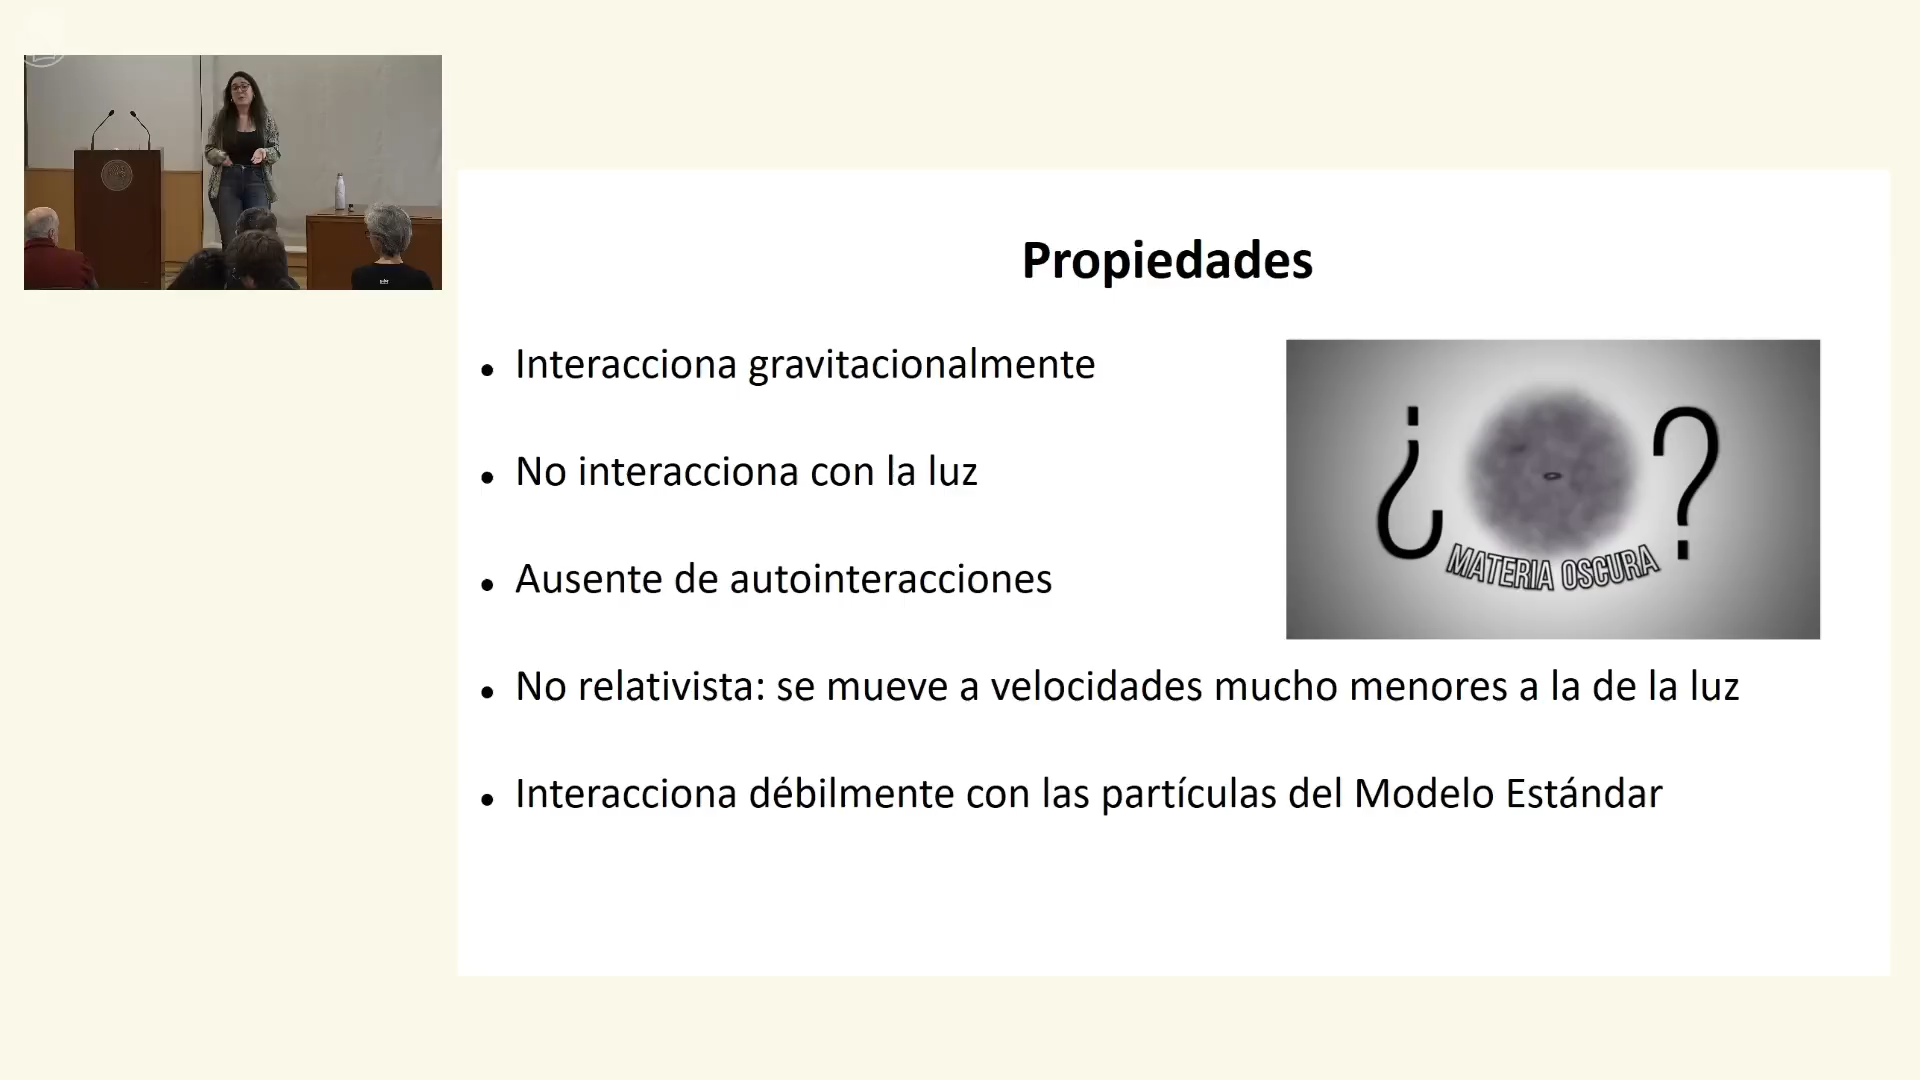 Propiedades
Interacciona gravitacionalmente
No interacciona con la luz
Ausente de autointeracciones
¿ ?
MATERIA OSCURA
No relativista: se mueve a velocidades mucho menores a la de la luz
Interacciona débilmente con las partículas del Modelo Estándar